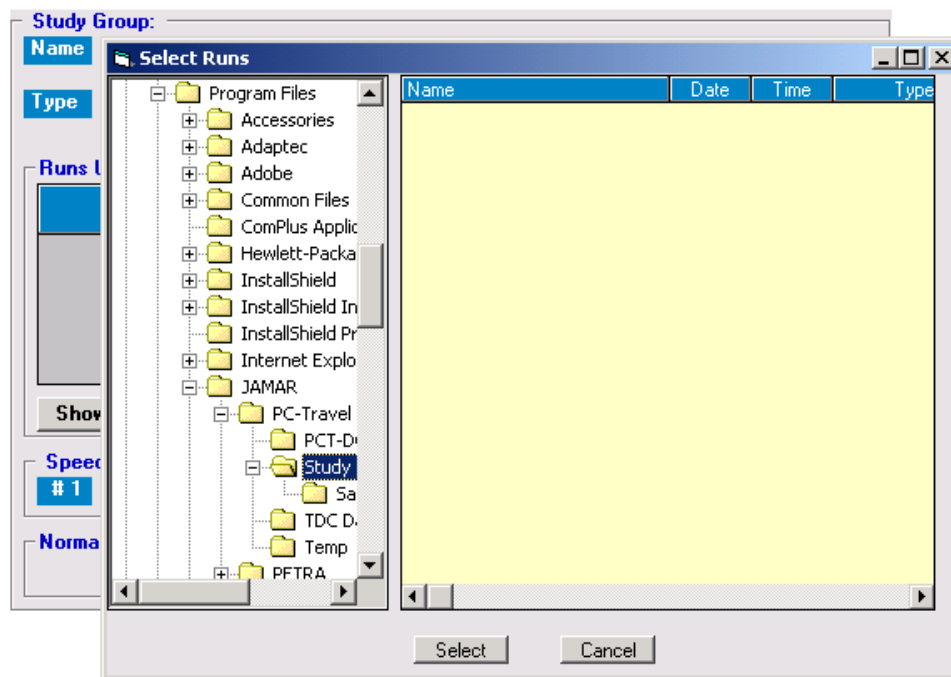 Study Group:
Name
Type
Runs U
Show
Speed
# 1
Norma
Select Runs
Program Files
Accessories
Adaptec
Adobe
Common Files
ComPlus Applic
Hewlett-Packa
InstallShield
InstallShield In
InstallShield Pr
Internet Explo
JAMAR
PC-Travel
PCT-D
Study
Sa
TDC Da
Temp
PETRA
Name Date Time Type
Select Cancel